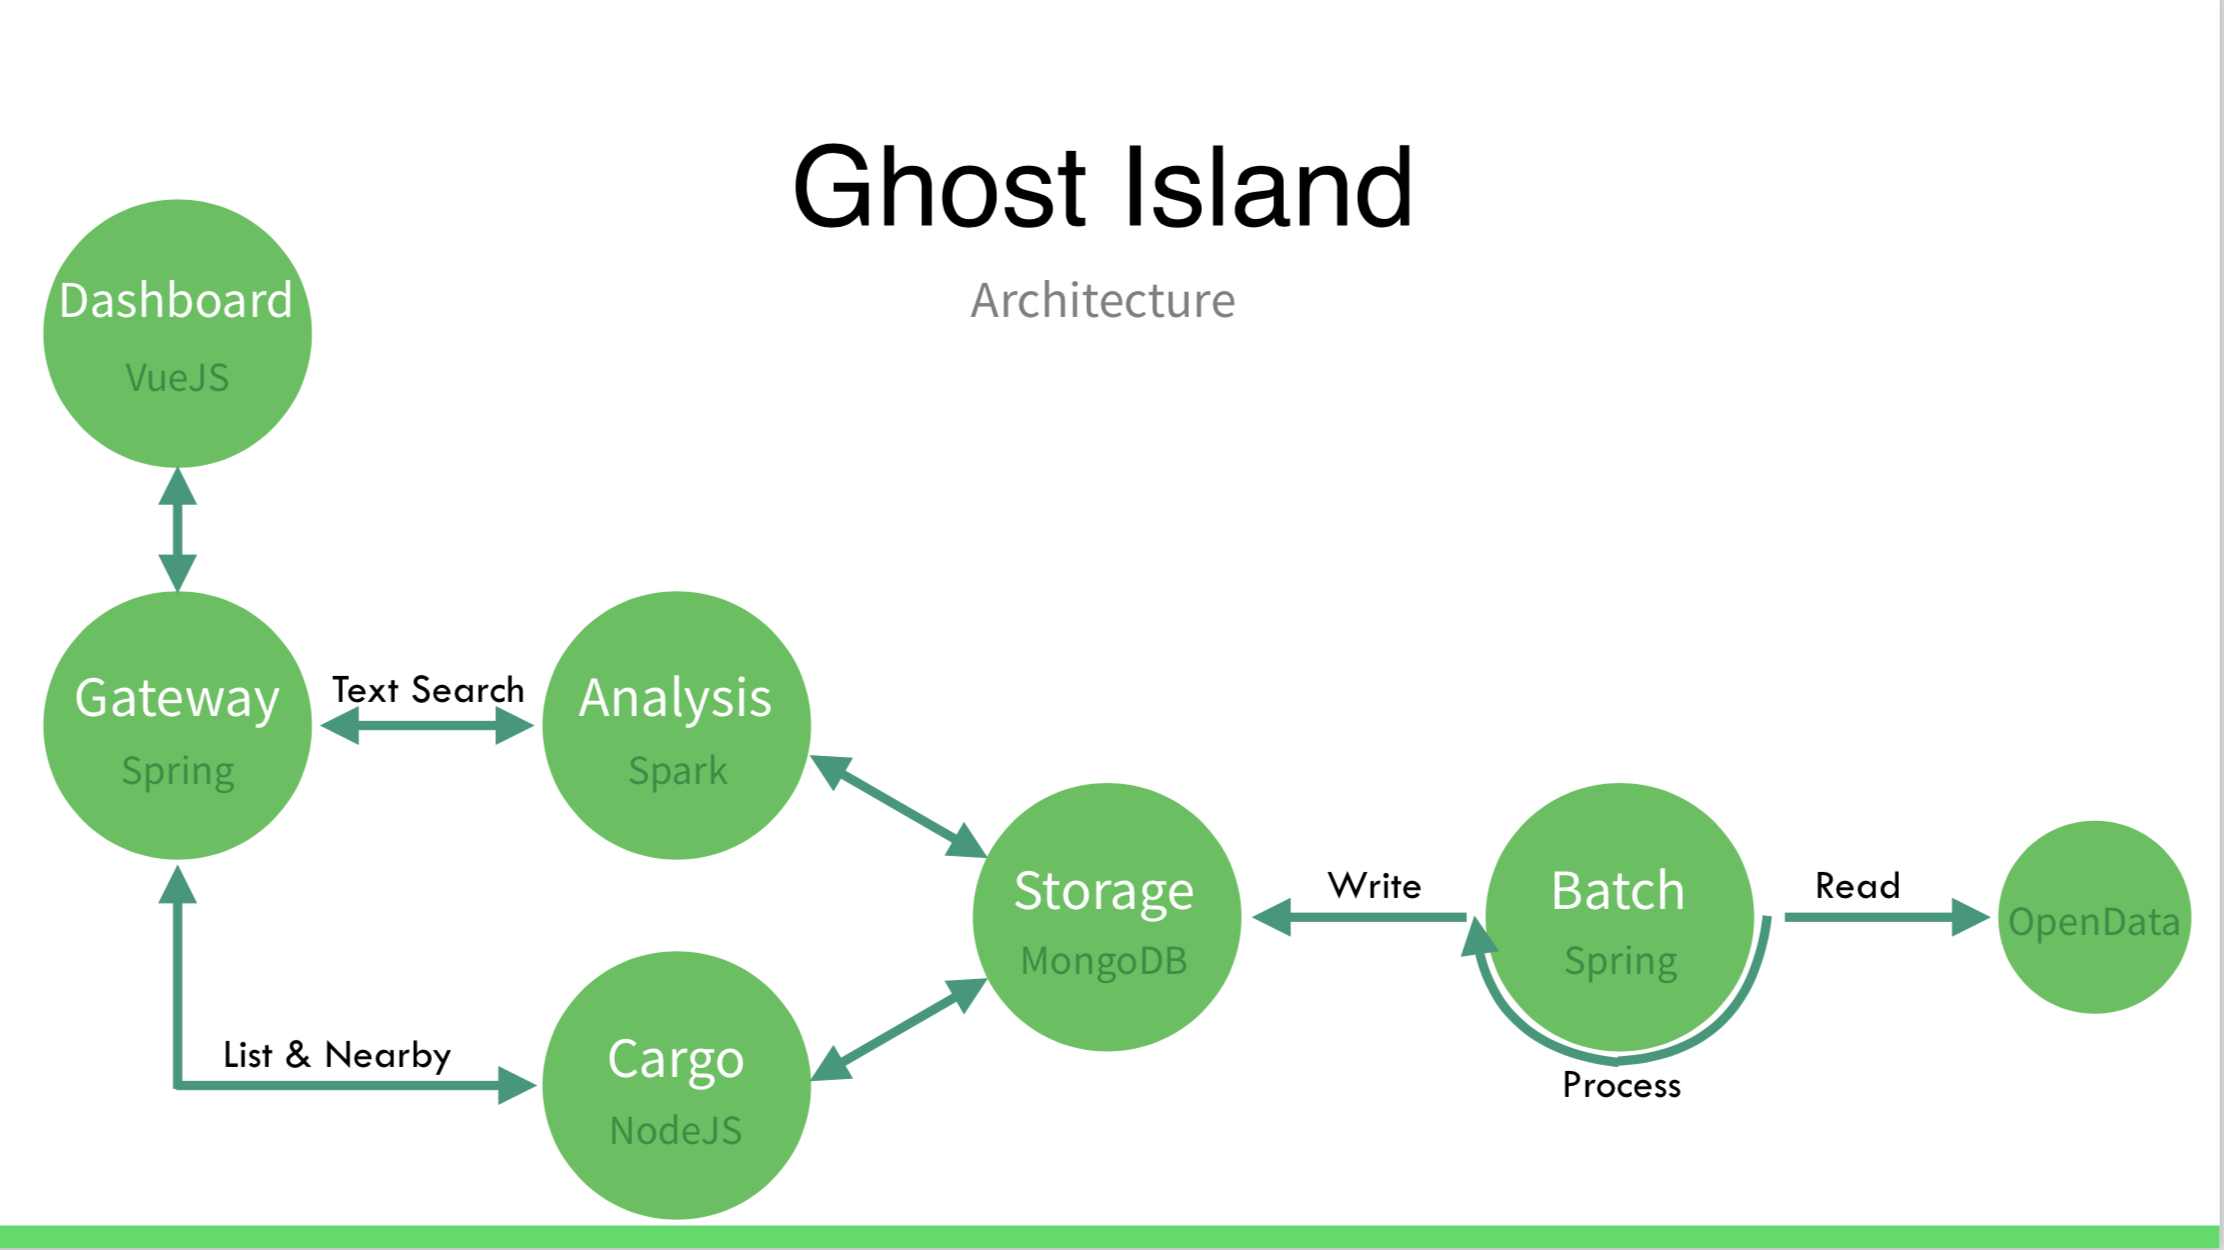 Ghost Island
Architecture
Dashboard
VueJS
Gateway
Spring
Text Search
Analysis
Spark
List & Nearby
Cargo
NodeJS
Storage
MongoDB
Write
Batch
Spring
Process
Read
OpenData